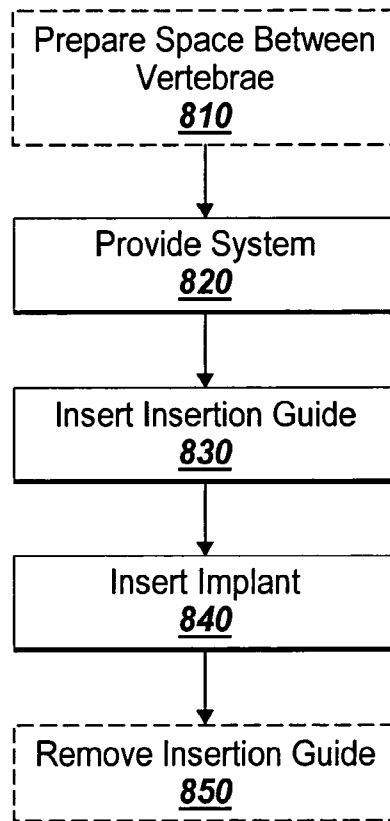 Prepare Space Between
Vertebrae
810
Provide System
820
Insert Insertion Guide
830
Insert Implant
840
Remove Insertion Guide
850